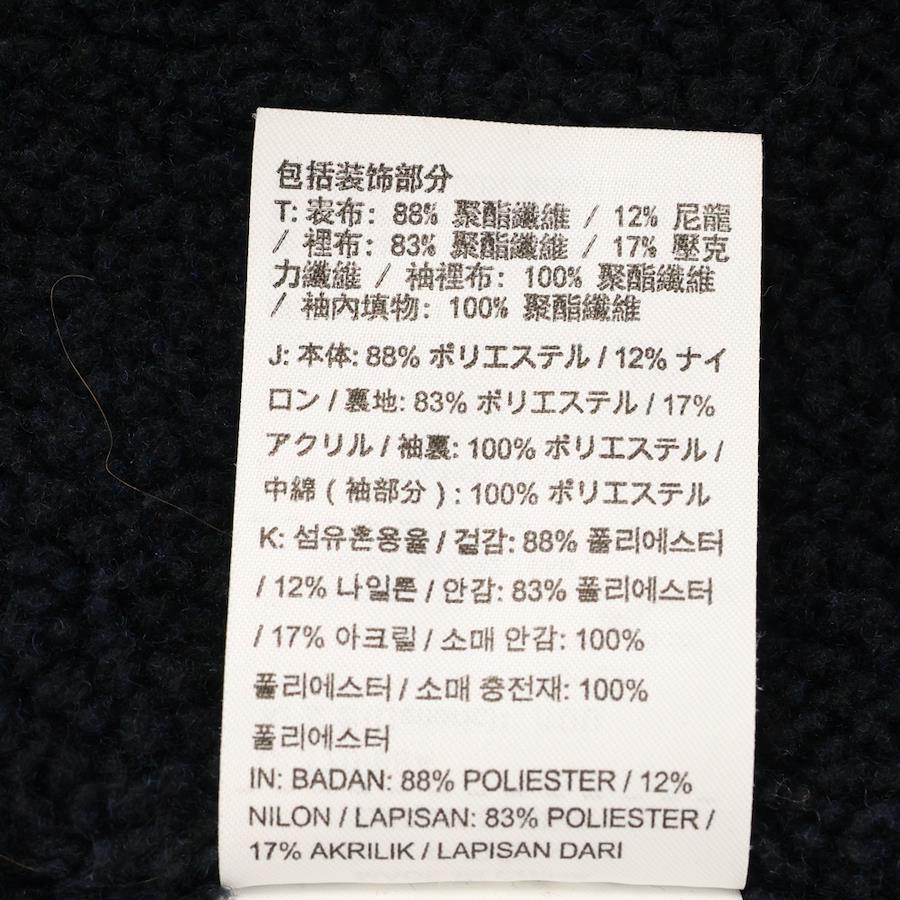 包括装饰部分
T: 表布: 88% 聚酯纖維 / 12% 尼龍
/ 裡布: 83% 聚酯纖維 / 17% 壓克
力纖維 / 袖裡布: 100% 聚酯纖維
/ 袖內填物: 100% 聚酯纖維
J: 本体: 88% ポリエステル / 12% ナイ
ロン / 裏地: 83% ポリエステル / 17%
アクリル / 袖裏: 100% ポリエステル /
中綿 ( 袖部分 ) : 100% ポリエステル
K: 섬유혼용율 / 겉감: 88% 폴리에스터
/ 12% 나일론 / 안감: 83% 폴리에스터
/ 17% 아크릴 / 소매 안감: 100%
폴리에스터 / 소매 충전재: 100%
폴리에스터
IN: BADAN: 88% POLIESTER / 12%
NILON / LAPISAN: 83% POLIESTER /
17% AKRILIK / LAPISAN DARI